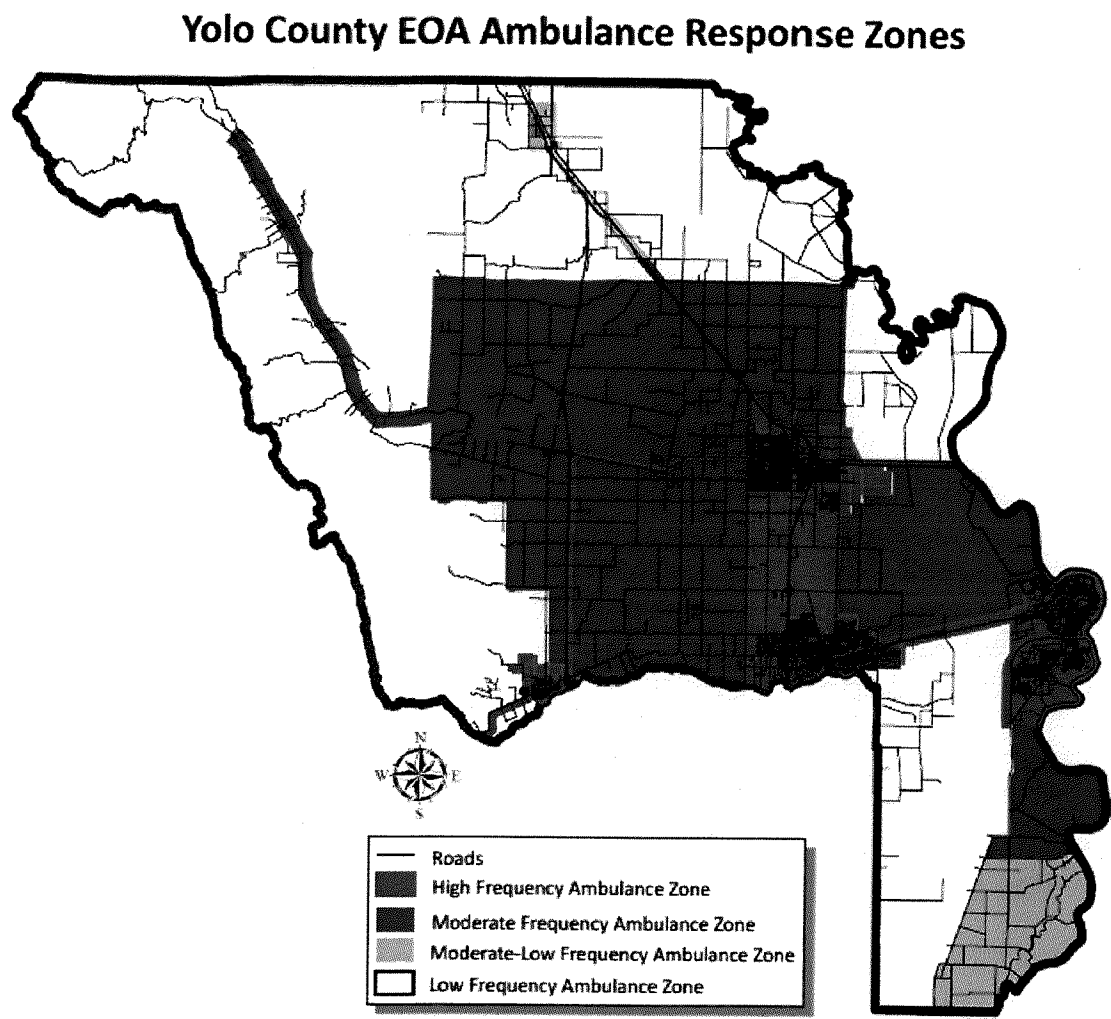 Yolo County EOA Ambulance Response Zones
N
W E
S
Roads
High Frequency Ambulance Zone
Moderate Frequency Ambulance Zone
Moderate-Low Frequency Ambulance Zone
Low Frequency Ambulance Zone